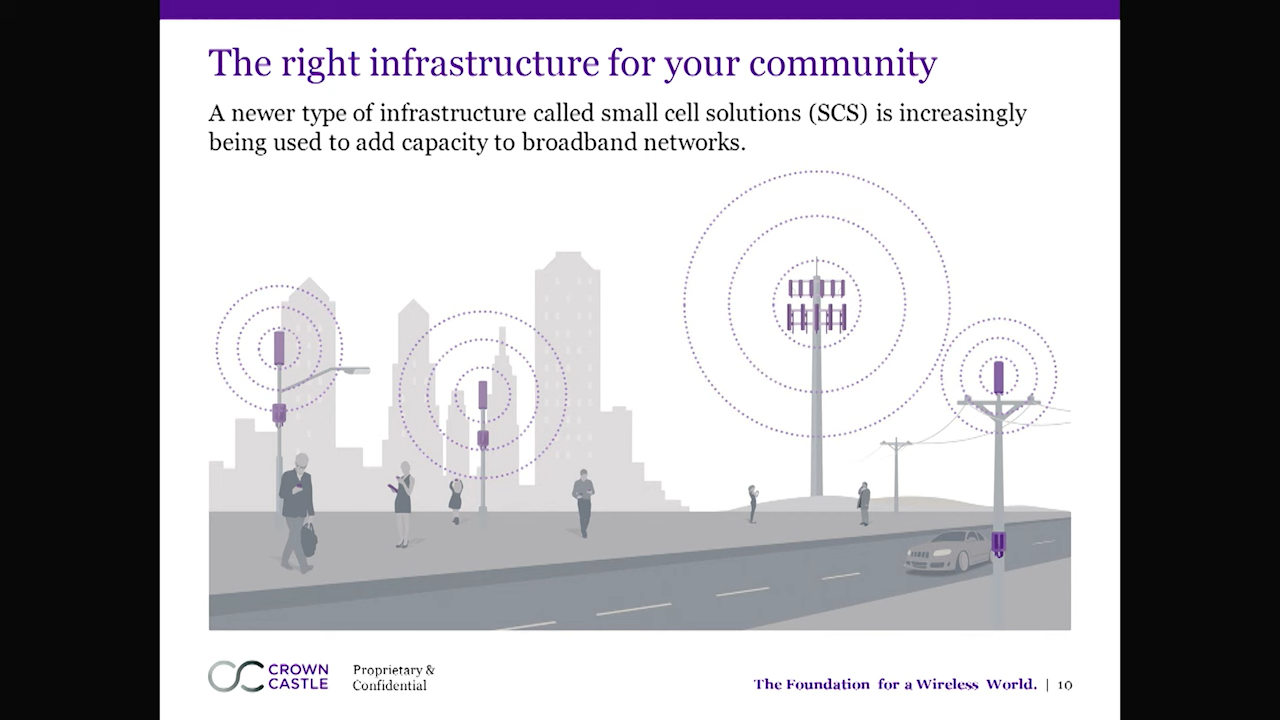 The right infrastructure for your community
A newer type of infrastructure called small cell solutions (SCS) is increasingly
being used to add capacity to broadband networks.
CROWN
CASTLE
Proprietary &
Confidential
The Foundation for a Wireless World. | 10